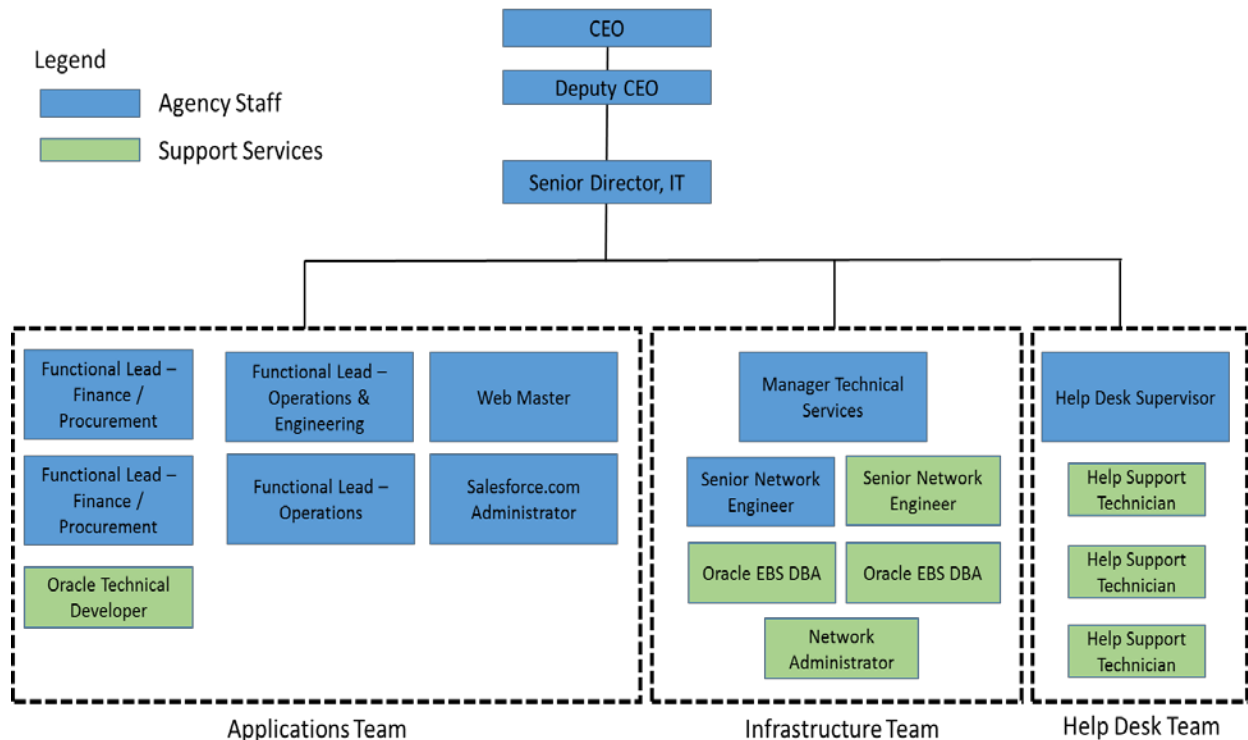 CEO
Legend
Deputy CEO
Agency Staff
Support Services
Senior Director, IT
Functional Lead –
Finance /
Procurement
Functional Lead –
Operations &
Engineering
Web Master
Functional Lead –
Finance /
Procurement
Functional Lead –
Operations
Salesforce.com
Administrator
Oracle Technical
Developer
Applications Team
Manager Technical
Services
Senior Network
Engineer
Senior Network
Engineer
Oracle EBS DBA
Oracle EBS DBA
Network
Administrator
Infrastructure Team
Help Desk Supervisor
Help Support
Technician
Help Support
Technician
Help Support
Technician
Help Desk Team